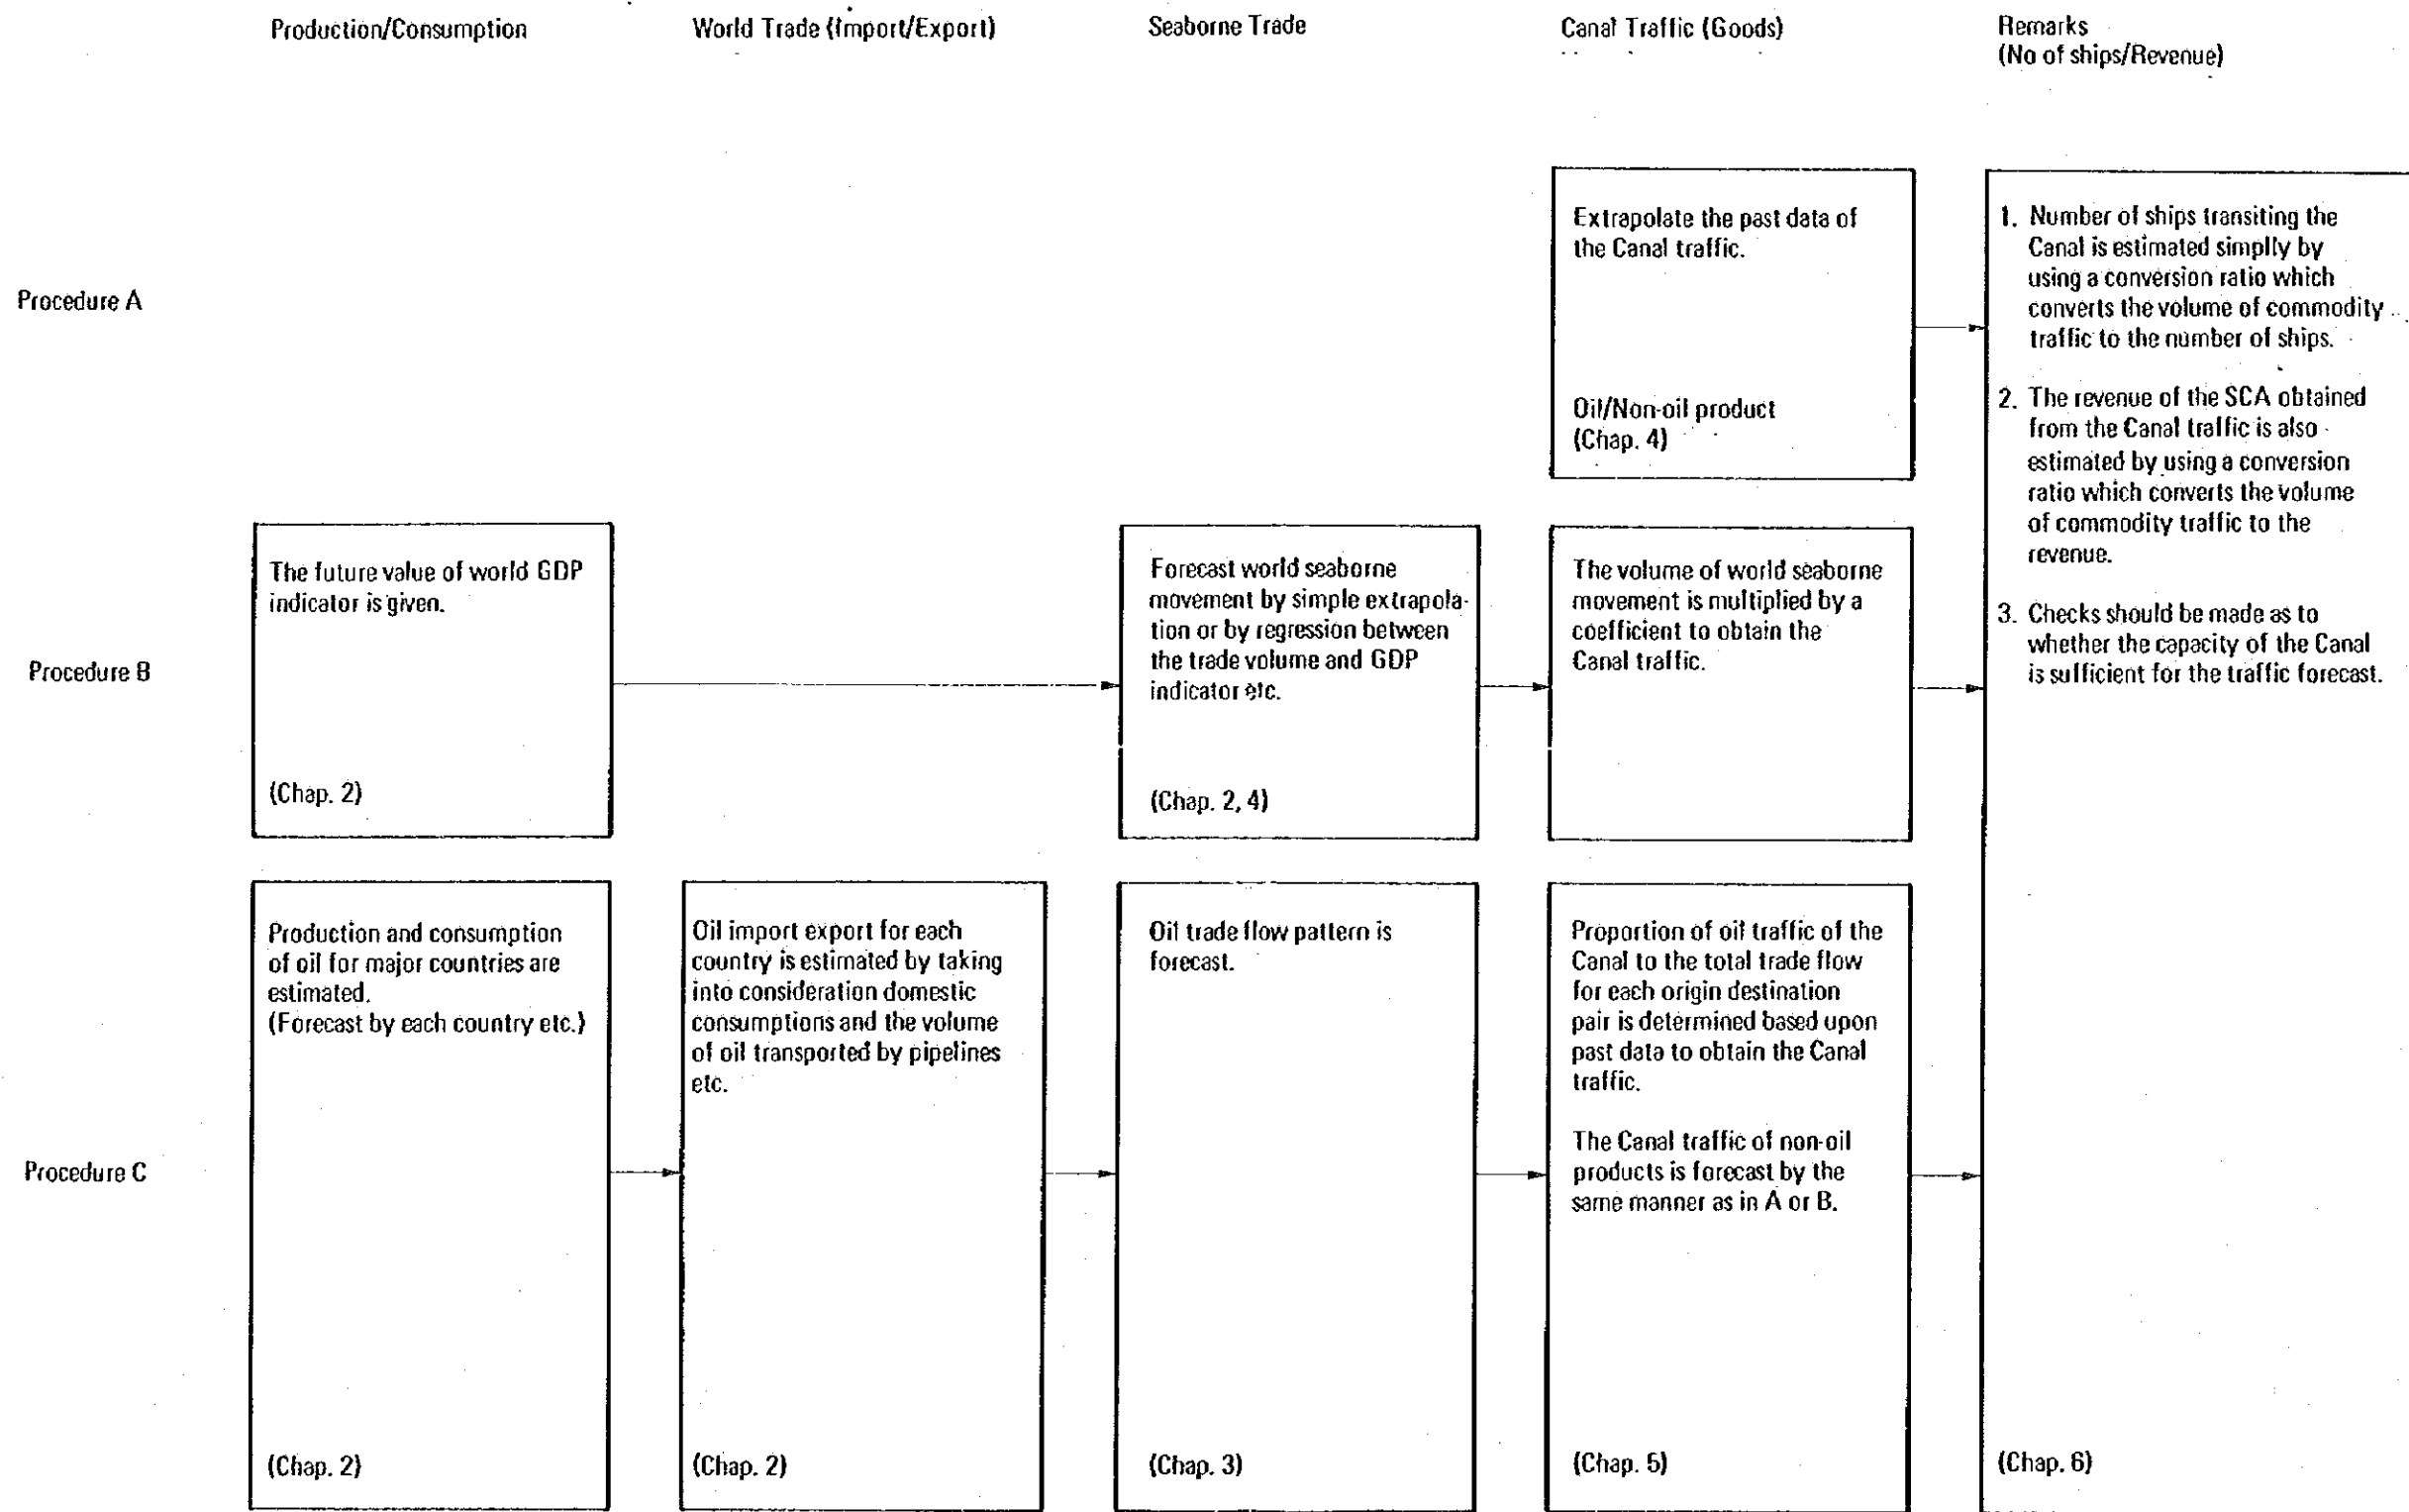 Production/Consumption
World Trade (Import/Export)
Seaborne Trade
Canal Traffic (Goods)
Remarks
(No of ships/Revenue)
Procedure A
Extrapolate the past data of
the Canal traffic.
Oil/Non-oil product
(Chap. 4)
1. Number of ships transiting the
Canal is estimated simplly by
using a conversion ratio which
converts the volume of commodity
traffic to the number of ships.
2. The revenue of the SCA obtained
from the Canal traffic is also
estimated by using a conversion
ratio which converts the volume
of commodity traffic to the
revenue.
3. Checks should be made as to
whether the capacity of the Canal
is sufficient for the traffic forecast.
(Chap. 6)
Procedure B
The future value of world GDP
indicator is given.
(Chap. 2)
Forecast world seaborne
movement by simple extrapola-
tion or by regression between
the trade volume and GDP
indicator etc.
(Chap. 2, 4)
The volume of world seaborne
movement is multiplied by a
coefficient to obtain the
Canal traffic.
Procedure C
Production and consumption
of oil for major countries are
estimated.
(Forecast by each country etc.)
(Chap. 2)
Oil import export for each
country is estimated by taking
into consideration domestic
consumptions and the volume
of oil transported by pipelines
etc.
(Chap. 2)
Oil trade flow pattern is
forecast.
(Chap. 3)
Proportion of oil traffic of the
Canal to the total trade flow
for each origin destination
pair is determined based upon
past data to obtain the Canal
traffic.
The Canal traffic of non-oil
products is forecast by the
same manner as in A or B.
(Chap. 5)